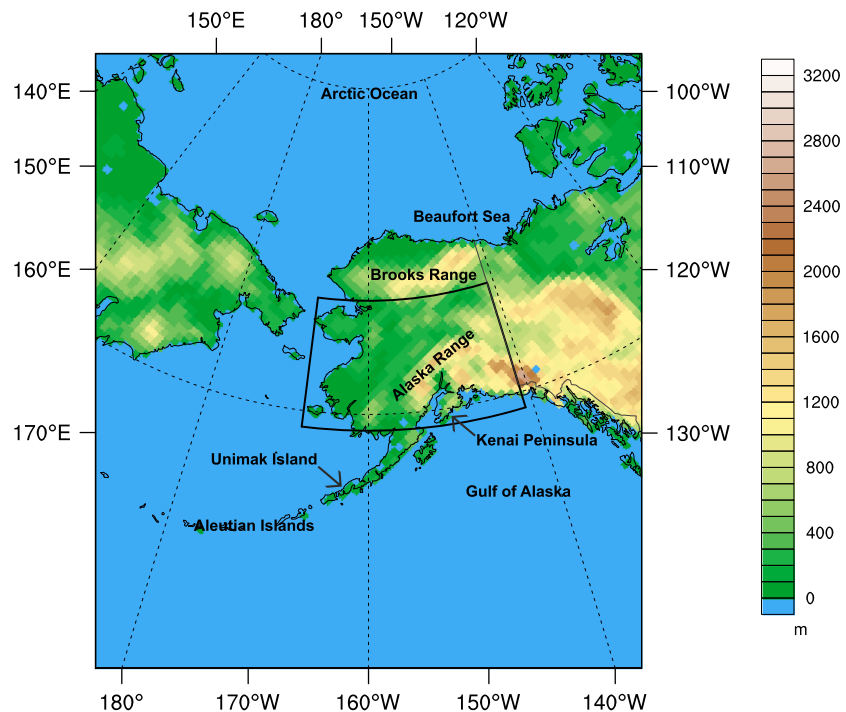 150°E 180° 150°W 120°W
140°E
100°W
Arctic Ocean
150°E
110°W
Beaufort Sea
160°E
120°W
Brooks Range
Alaska Range
170°E
130°W
Kenai Peninsula
Unimak Island
Gulf of Alaska
Aleutian Islands
180° 170°W 160°W 150°W 140°W
3200
2800
2400
2000
1600
1200
800
400
0
m